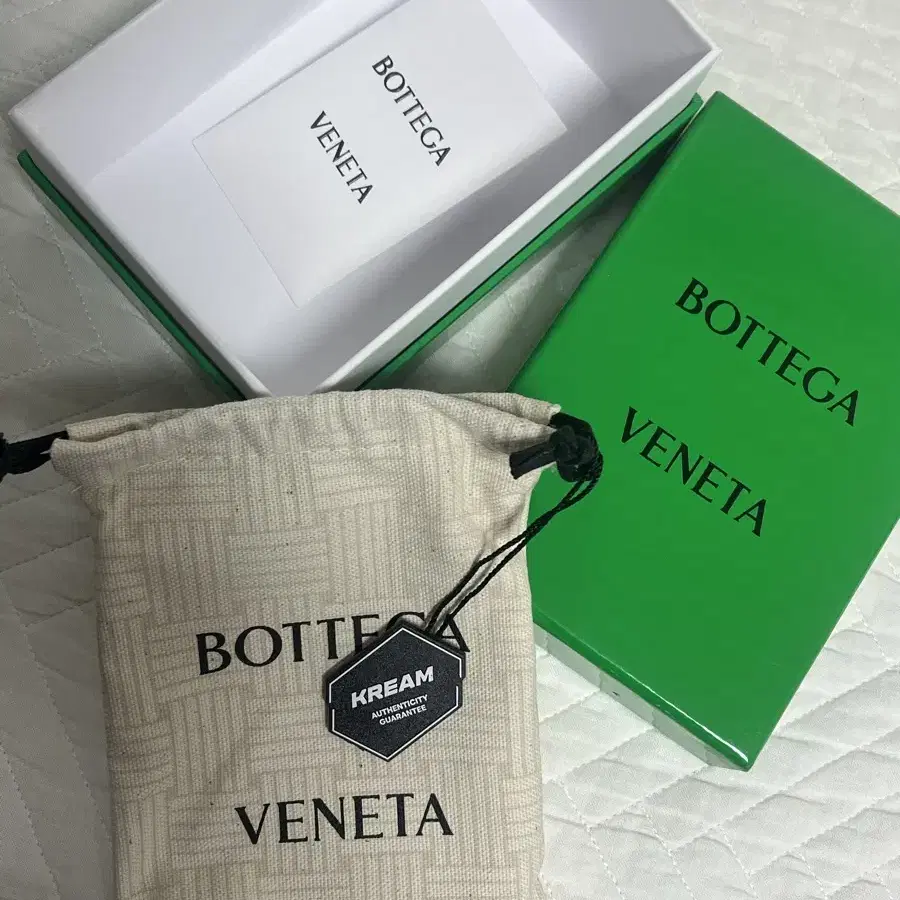 BOTTEGA
VENETA
BOTTEGA
VENETA
BOTTEGA
KREAM
AUTHENTICITY
GUARANTEE
VENETA